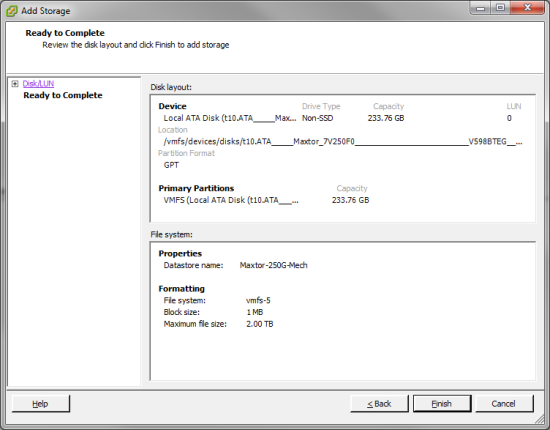 Add Storage
Ready to Complete
Review the disk layout and click Finish to add storage
Disk/LUN
Ready to Complete
Disk layout:
Device Drive Type Capacity LUN
Local ATA Disk (t10.ATA_____Max... Non-SSD 233.76 GB 0
Location
/vmfs/devices/disks/t10.ATA_____Maxtor_7V250F0__________________________V598BTEG__...
Partition Format
GPT
Primary Partitions Capacity
VMFS (Local ATA Disk (t10.ATA___... 233.76 GB
File system:
Properties
Datastore name: Maxtor-250G-Mech
Formatting
File system: vmfs-5
Block size: 1 MB
Maximum file size: 2.00 TB
Help < Back Finish Cancel